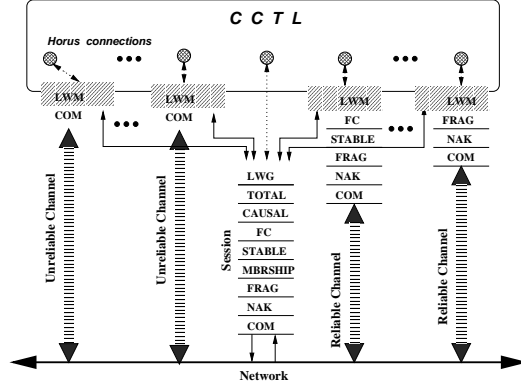 C C T L
Horus connections
LWM
LWM
LWM
LWM
COM
COM
FC
STABLE
FRAG
NAK
COM
FRAG
NAK
COM
LWG
TOTAL
CAUSAL
FC
STABLE
MBRSHIP
FRAG
NAK
COM
Unreliable Channel
Unreliable Channel
Session
Reliable Channel
Reliable Channel
Network